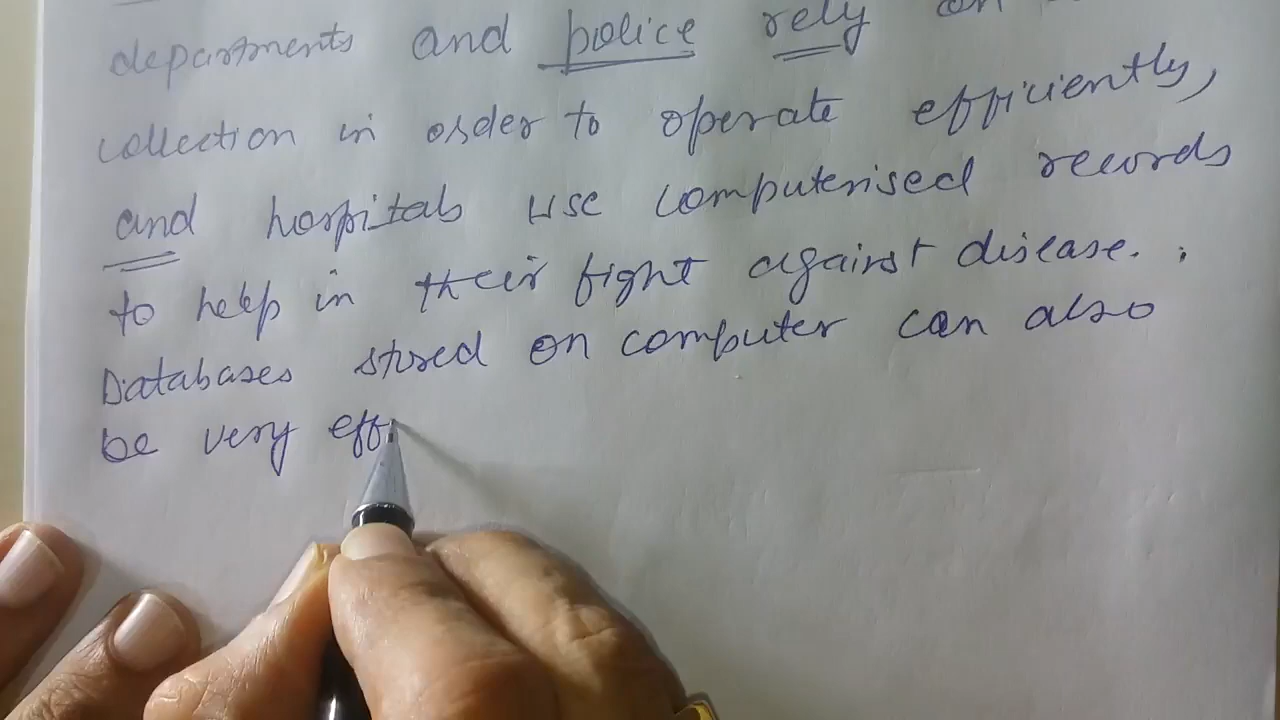 departments and police rely on
collection in order to operate efficiently,
and hospitals use computerised records
to help in their fight against disease.
Databases stored on computer can also
be very eff